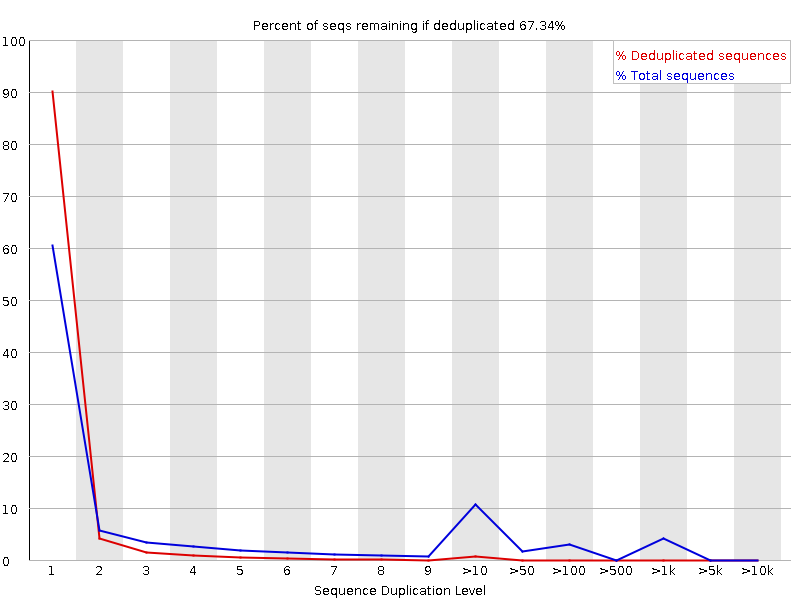 Percent of seqs remaining if deduplicated 67.34%
% Deduplicated sequences
% Total sequences
100
90
80
70
60
50
40
30
20
10
0
1 2 3 4 5 6 7 8 9 >10 >50 >100 >500 >1k >5k >10k
Sequence Duplication Level